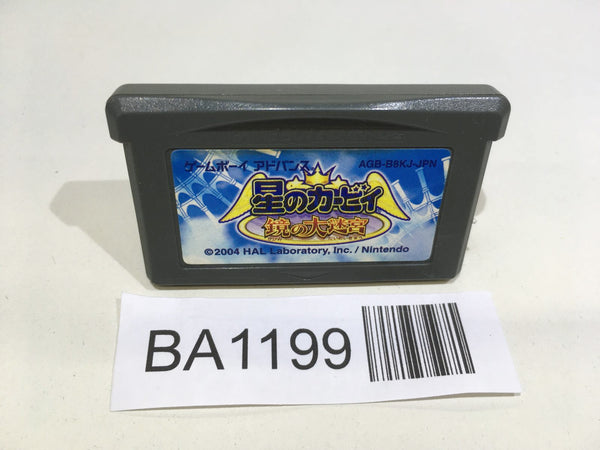 ゲームボーイ アドバンス AGB-B8KJ-JPN
星のカービィ
鏡の大迷宮
©2004 HAL Laboratory, Inc. / Nintendo
BA1199